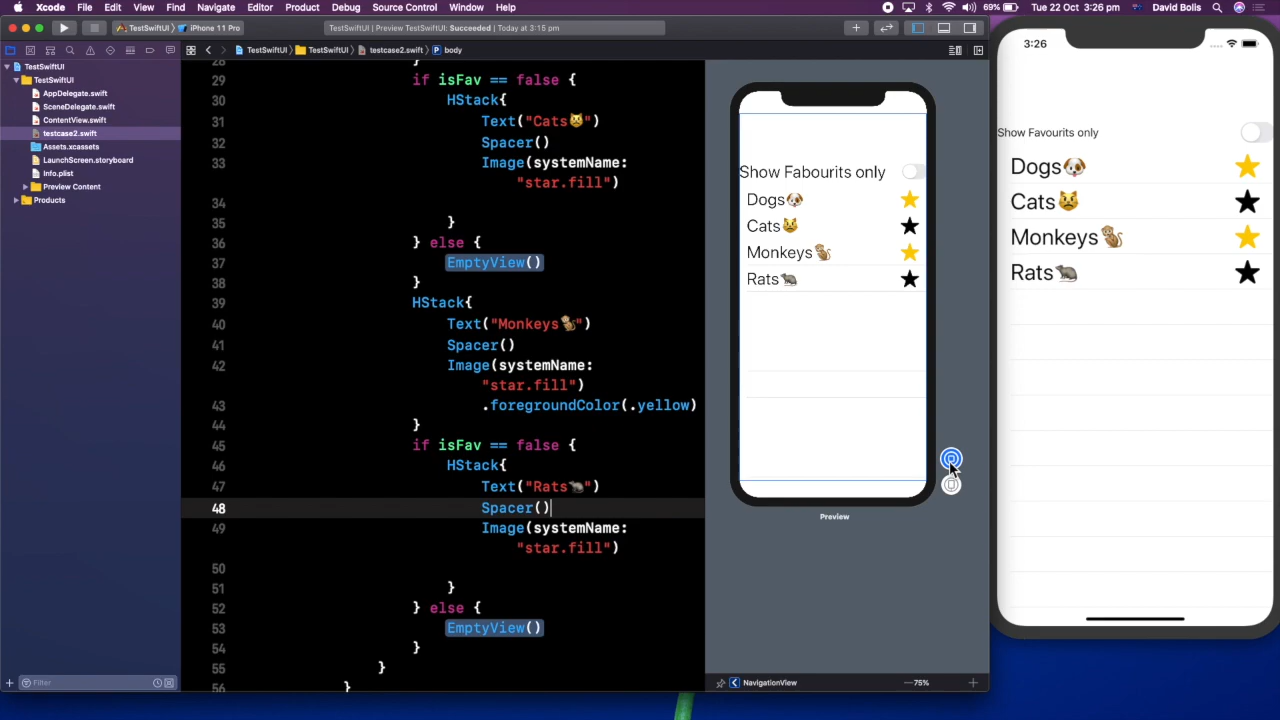 Xcode File Edit View Find Navigate Editor Product Debug Source Control Window Help 69% Tue 22 Oct 3:26 pm David Bolis
TestSwiftUI iPhone 11 Pro TestSwiftUI | Preview TestSwiftUI: Succeeded | Today at 3:15 pm
TestSwiftUI TestSwiftUI testcase2.swift P body
TestSwiftUI
TestSwiftUI
AppDelegate.swift
SceneDelegate.swift
ContentView.swift
testcase2.swift
Assets.xcassets
LaunchScreen.storyboard
Info.plist
Preview Content
Products
Filter
28 }
29 if isFav == false {
30 HStack{
31 Text("Cats😾")
32 Spacer()
33 Image(systemName:
"star.fill")
34
35 }
36 } else {
37 EmptyView()
38 }
39 HStack{
40 Text("Monkeys🐒")
41 Spacer()
42 Image(systemName:
"star.fill")
43 .foregroundColor(.yellow)
44 }
45 if isFav == false {
46 HStack{
47 Text("Rats🐀")
48 Spacer()
49 Image(systemName:
"star.fill")
50
51 }
52 } else {
53 EmptyView()
54 }
55 }
56 }
Show Fabourits only
Dogs🐶
Cats😾
Monkeys🐒
Rats🐀
Preview
NavigationView 75%
3:26
Show Favourites only
Dogs🐶
Cats😾
Monkeys🐒
Rats🐀